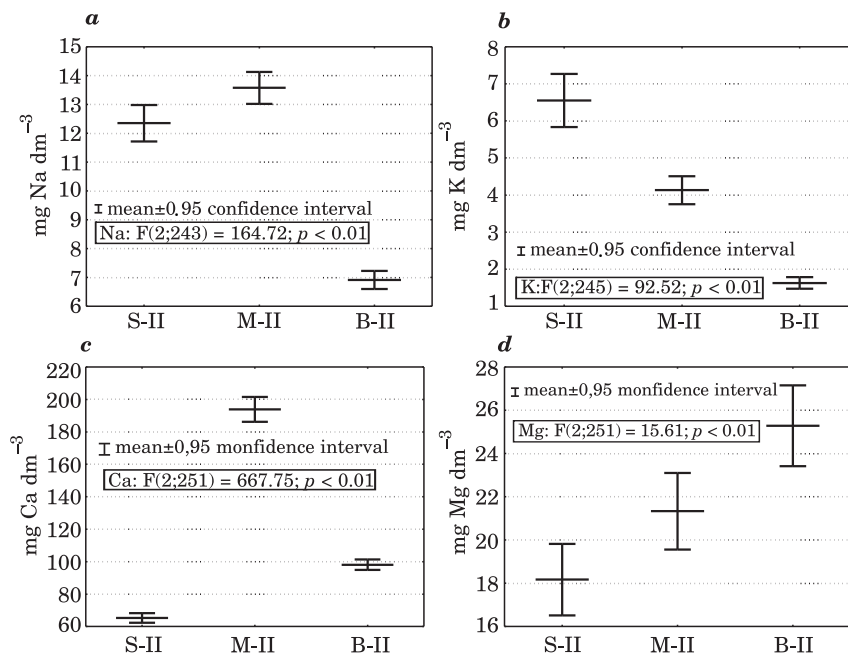 a
15
14
13
12
11
10
9
8
7
6
mg Na dm⁻³
mean±0.95 confidence interval
Na: F(2;243) = 164.72; p < 0.01
S-II M-II B-II
b
8
7
6
5
4
3
2
1
mg K dm⁻³
mean±0.95 confidence interval
K:F(2;245) = 92.52; p < 0.01
S-II M-II B-II
c
220
200
180
160
140
120
100
80
60
mg Ca dm⁻³
mean±0,95 monfidence interval
Ca: F(2;251) = 667.75; p < 0.01
S-II M-II B-II
d
28
26
25
22
20
18
16
mg Mg dm⁻³
mean±0,95 monfidence interval
Mg: F(2;251) = 15.61; p < 0.01
S-II M-II B-II